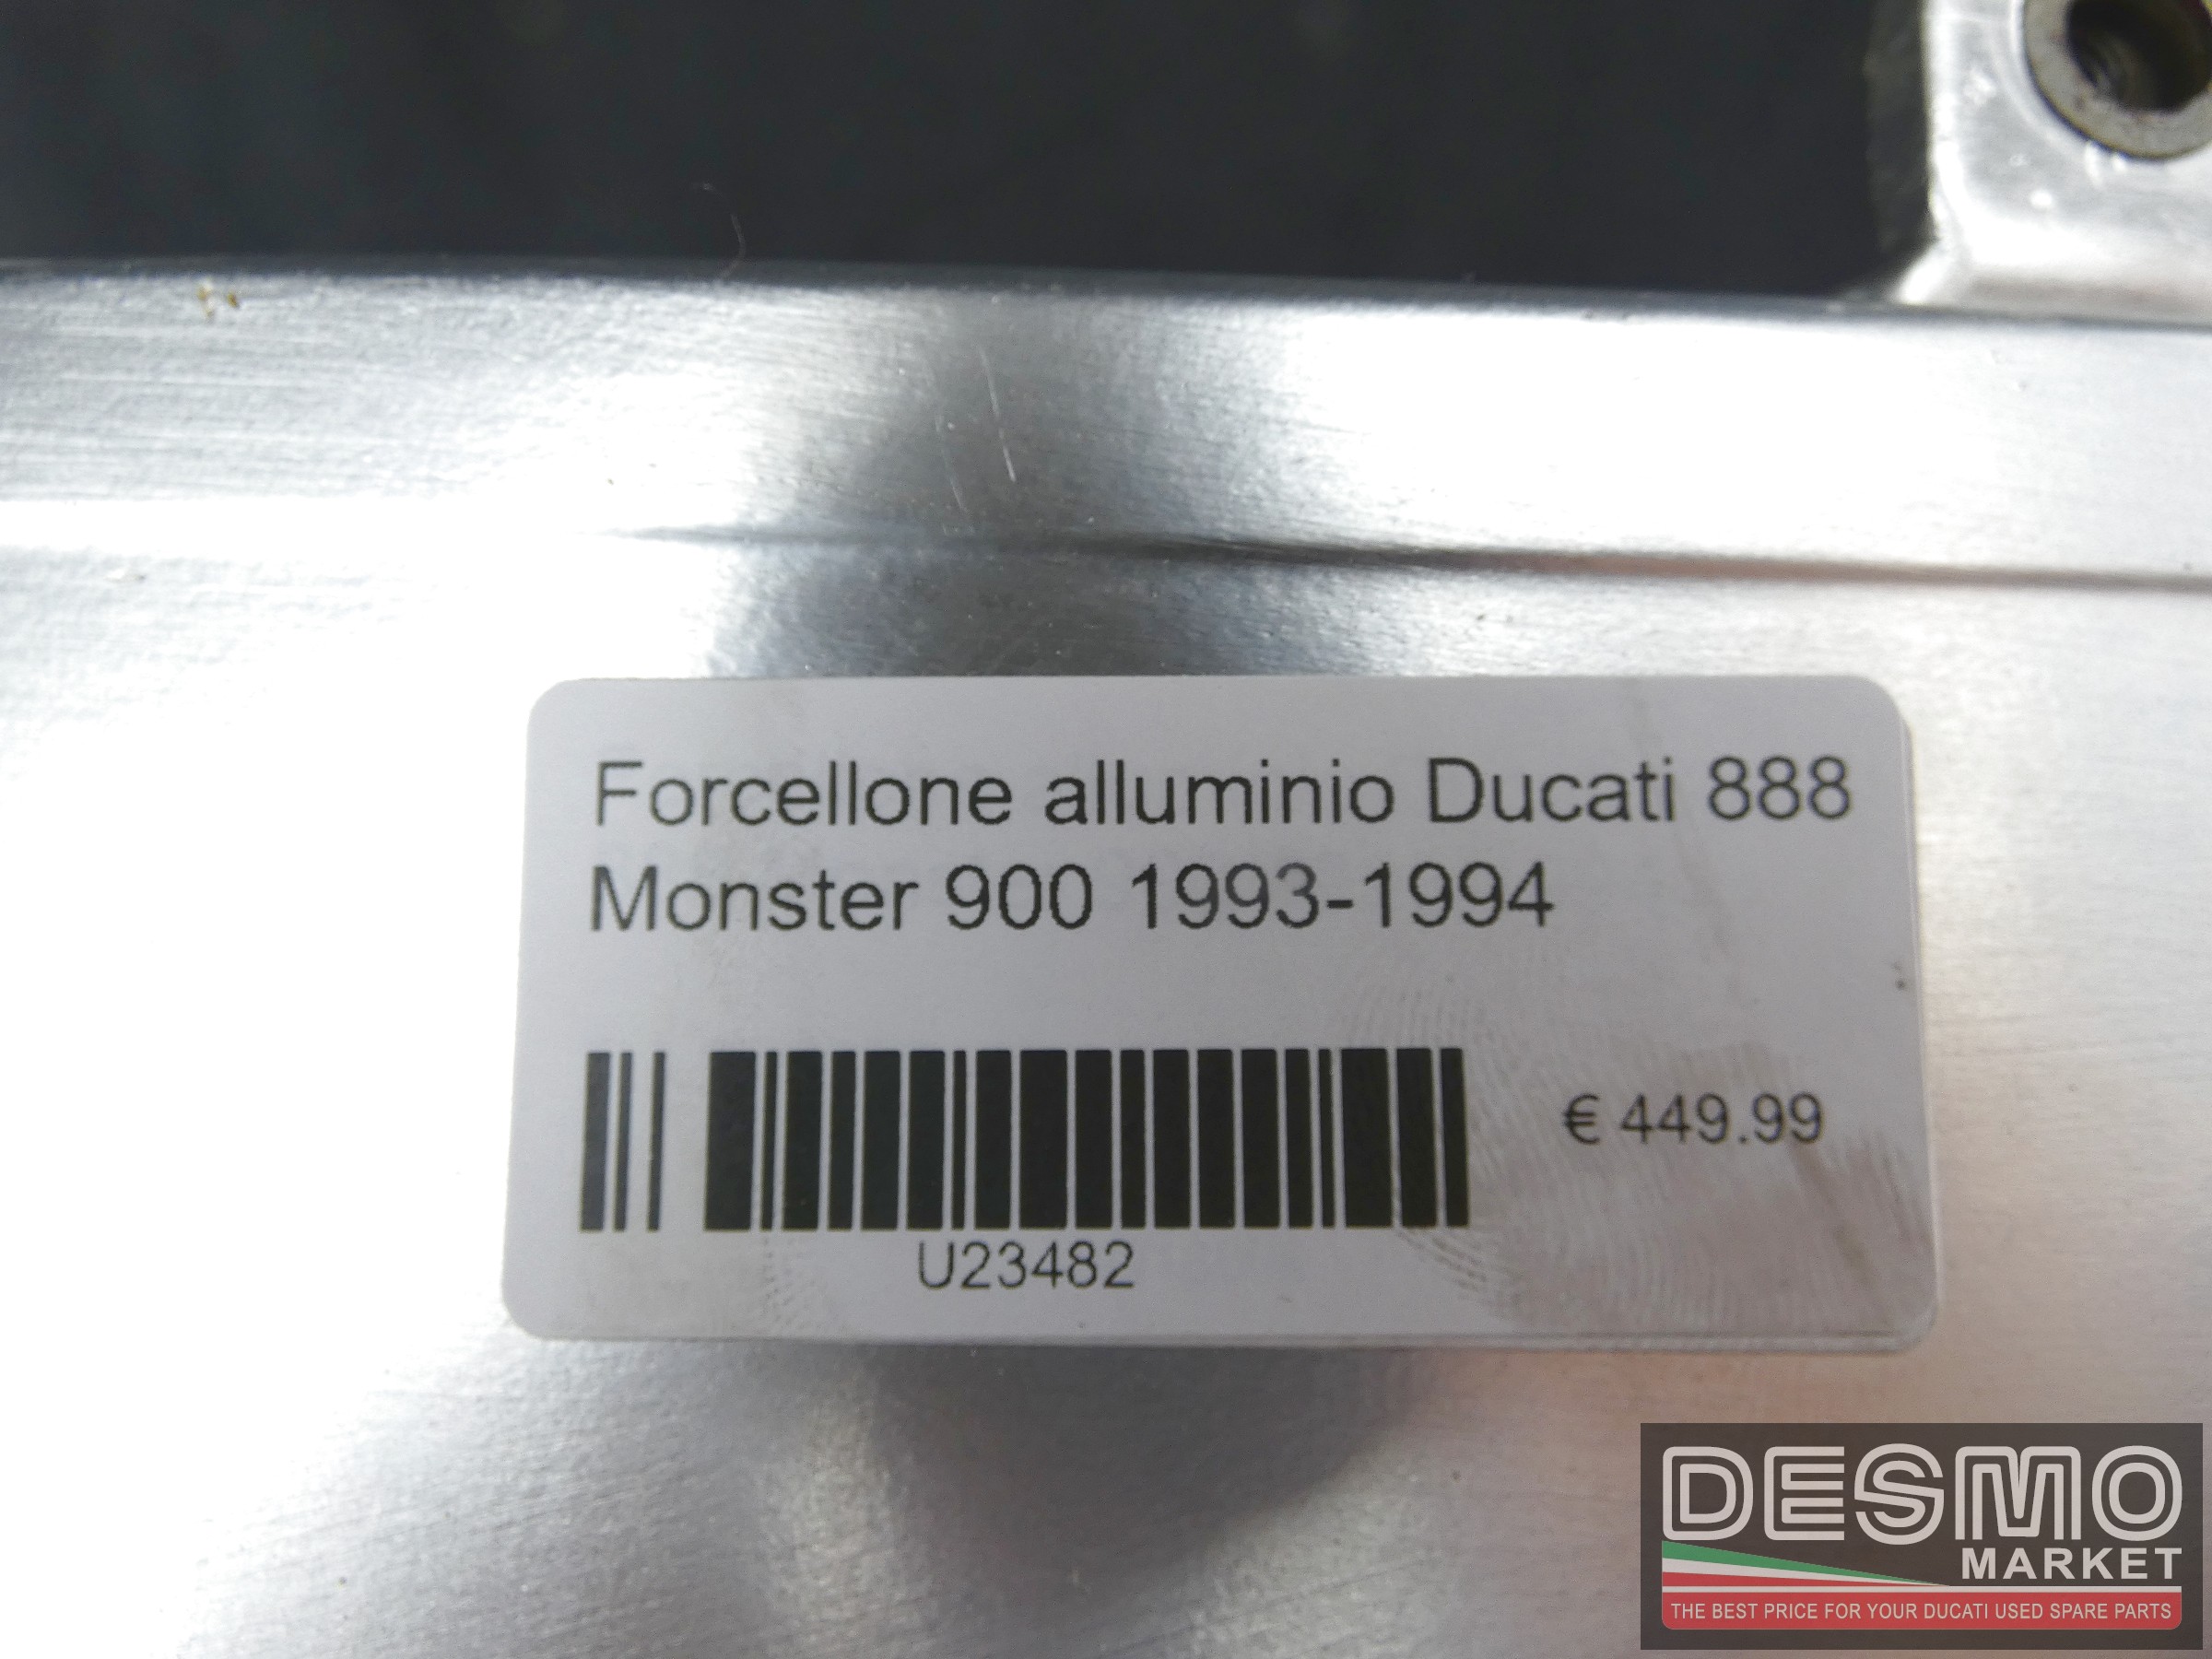 Forcellone alluminio Ducati 888
Monster 900 1993-1994
€ 449.99
U23482
DESMO
MARKET
THE BEST PRICE FOR YOUR DUCATI USED SPARE PARTS